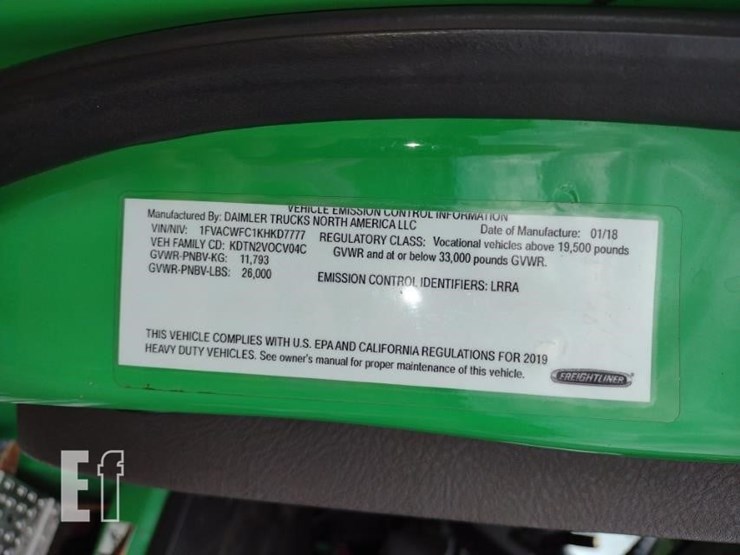 VEHICLE EMISSION CONTROL INFORMATION
Manufactured By: DAIMLER TRUCKS NORTH AMERICA LLC Date of Manufacture: 01/18
VIN/NIV: 1FVACWFC1KHKD7777 REGULATORY CLASS: Vocational vehicles above 19,500 pounds
VEH FAMILY CD: KDTN2VOCV04C GVWR and at or below 33,000 pounds GVWR.
GVWR-PNBV-KG: 11,793
GVWR-PNBV-LBS: 26,000 EMISSION CONTROL IDENTIFIERS: LRRA
THIS VEHICLE COMPLIES WITH U.S. EPA AND CALIFORNIA REGULATIONS FOR 2019
HEAVY DUTY VEHICLES. See owner's manual for proper maintenance of this vehicle.
FREIGHTLINER
Ef